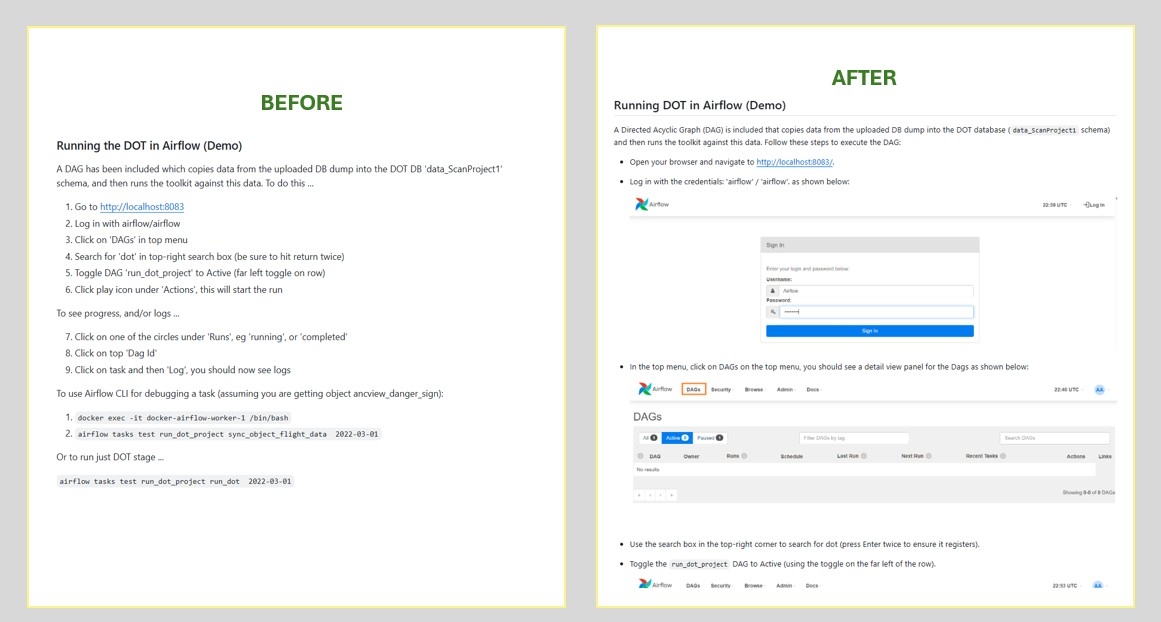 BEFORE
Running the DOT in Airflow (Demo)
A DAG has been included which copies data from the uploaded DB dump into the DOT DB 'data_ScanProject1'
schema, and then runs the toolkit against this data. To do this ...
1. Go to http://localhost:8083
2. Log in with airflow/airflow
3. Click on 'DAGs' in top menu
4. Search for 'dot' in top-right search box (be sure to hit return twice)
5. Toggle DAG 'run_dot_project' to Active (far left toggle on row)
6. Click play icon under 'Actions', this will start the run
To see progress, and/or logs ...
7. Click on one of the circles under 'Runs', eg 'running', or 'completed'
8. Click on top 'Dag Id'
9. Click on task and then 'Log', you should now see logs
To use Airflow CLI for debugging a task (assuming you are getting object ancview_danger_sign):
1. docker exec -it docker-airflow-worker-1 /bin/bash
2. airflow tasks test run_dot_project sync_object_flight_data 2022-03-01
Or to run just DOT stage ...
airflow tasks test run_dot_project run_dot 2022-03-01
AFTER
Running DOT in Airflow (Demo)
A Directed Acyclic Graph (DAG) is included that copies data from the uploaded DB dump into the DOT database ( data_ScanProject1 schema)
and then runs the toolkit against this data. Follow these steps to execute the DAG:
• Open your browser and navigate to http://localhost:8083/.
• Log in with the credentials: 'airflow' / 'airflow'. as shown below:
Airflow 22:39 UTC Log In
Sign In
Enter your login and password below:
Username:
Airflow
Password:
Sign In
• In the top menu, click on DAGs on the top menu, you should see a detail view panel for the Dags as shown below:
Airflow DAGs Security Browse Admin Docs 22:46 UTC AA
DAGs
All Active Paused Filter DAGs by tag Search DAGs
DAG Owner Runs Schedule Last Run Next Run Recent Tasks Actions Links
No results
« ‹ › »
Showing 0-0 of 0 DAGs
• Use the search box in the top-right corner to search for dot (press Enter twice to ensure it registers).
• Toggle the run_dot_project DAG to Active (using the toggle on the far left of the row).
Airflow DAGs Security Browse Admin Docs 22:53 UTC AA